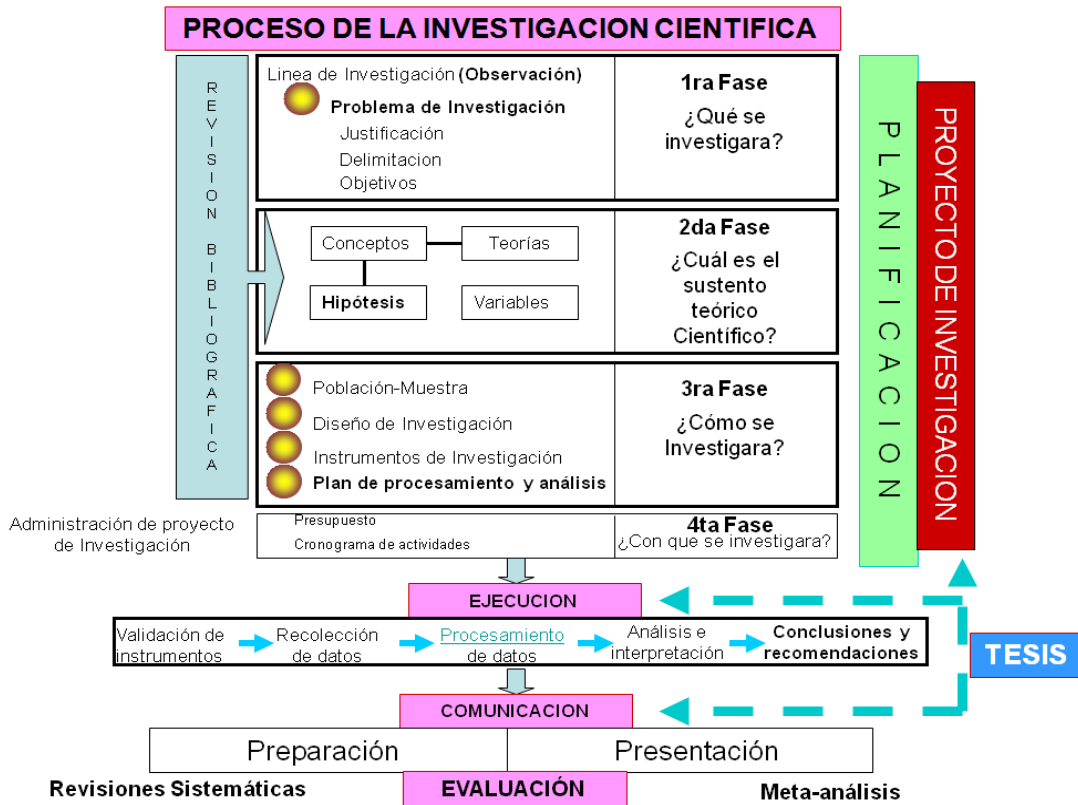 PROCESO DE LA INVESTIGACION CIENTIFICA
REVISION BIBLIOGRAFICA
Linea de Investigación (Observación)
Problema de Investigación
Justificación
Delimitacion
Objetivos
1ra Fase
¿Qué se
investigara?
Conceptos
Teorías
Hipótesis
Variables
2da Fase
¿Cuál es el
sustento
teórico
Científico?
Población-Muestra
Diseño de Investigación
Instrumentos de Investigación
Plan de procesamiento y análisis
3ra Fase
¿Cómo se
Investigara?
Administración de proyecto
de Investigación
Presupuesto
Cronograma de actividades
4ta Fase
¿Con que se investigara?
PLANIFICACION
PROYECTO DE INVESTIGACION
EJECUCION
Validación de
instrumentos
Recolección
de datos
Procesamiento
de datos
Análisis e
interpretación
Conclusiones y
recomendaciones
TESIS
COMUNICACION
Preparación
Presentación
Revisiones Sistemáticas
EVALUACIÓN
Meta-análisis